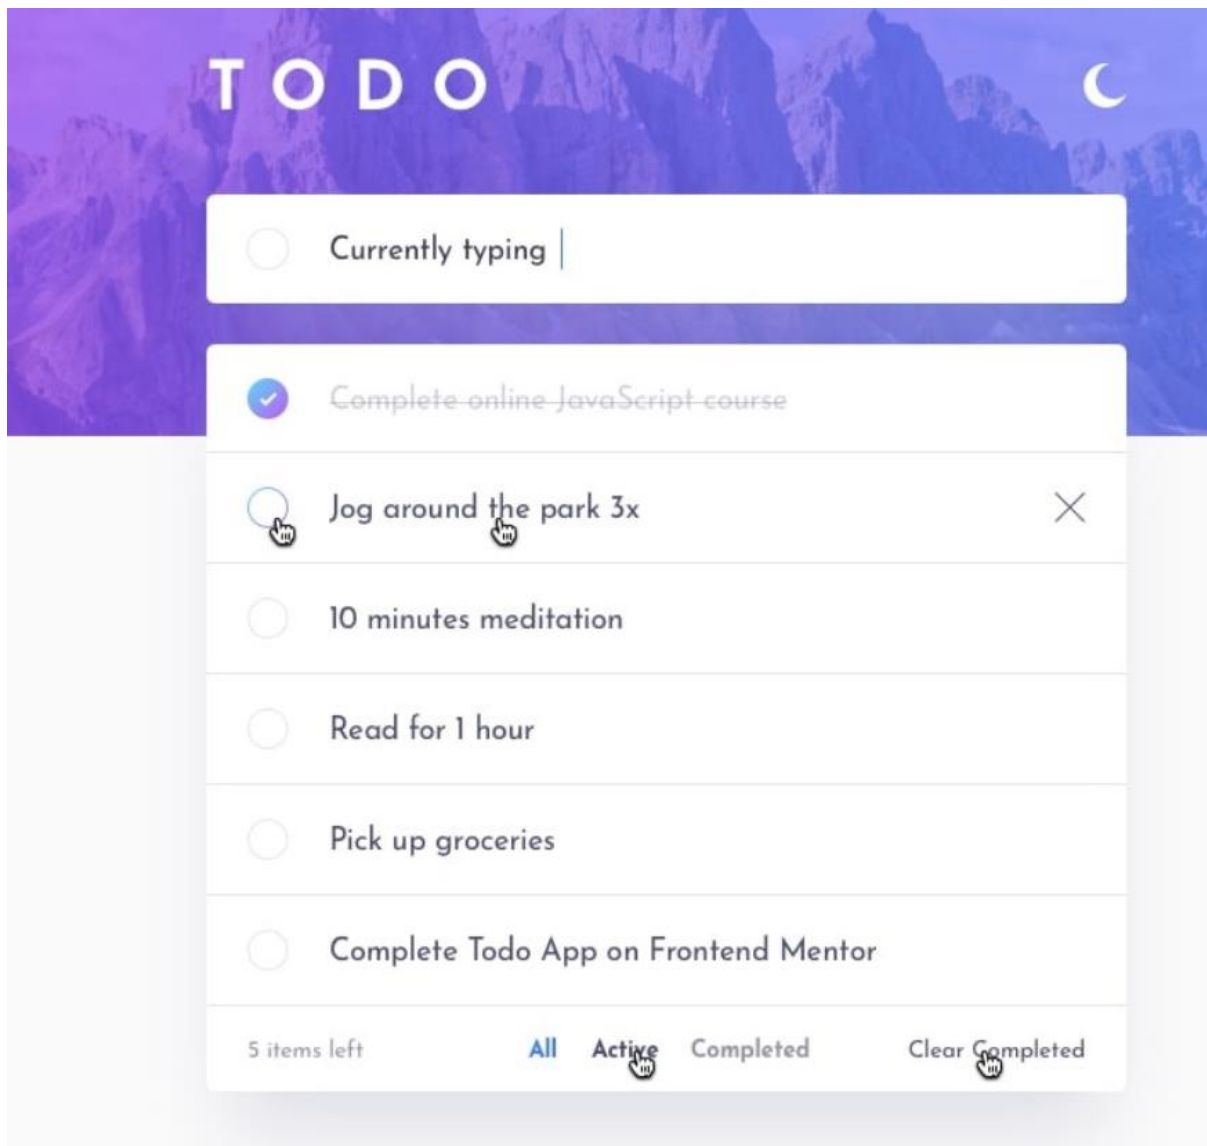 TODO
Currently typing
Complete online JavaScript course
Jog around the park 3x
10 minutes meditation
Read for 1 hour
Pick up groceries
Complete Todo App on Frontend Mentor
5 items left All Active Completed Clear Completed